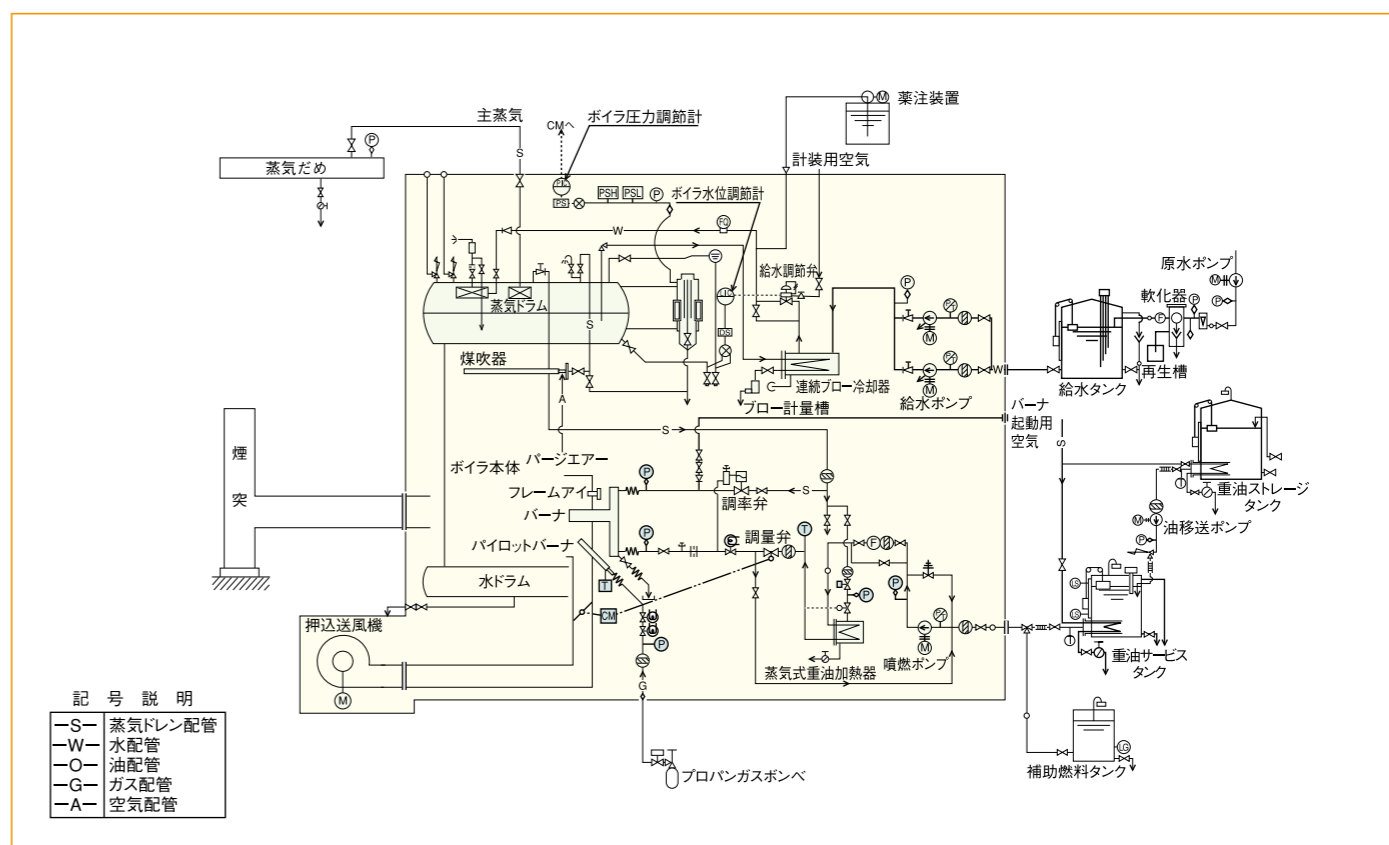 薬注装置
主蒸気
CMへ
ボイラ圧力調節計
P
蒸気だめ
S
計装用空気
PIC
PS
PSH
PSL
P
ボイラ水位調節計
FQ
W
給水調節弁
原水ポンプ
M
P
軟化器
P
蒸気ドラム
LIC
DS
P
M
M
F
W
再生槽
給水タンク
煤吹器
S
A
連続ブロー冷却器
ブロー計量槽
給水ポンプ
バーナ
起動用
空気
S
S
煙
突
ボイラ本体
パージエアー
フレームアイ
バーナ
パイロットバーナ
P
調率弁
S
P
調量弁
T
F
P
P
重油ストレージ
タンク
M
油移送ポンプ
P
水ドラム
T
CM
P
M
LS
LS
押込送風機
M
G
蒸気式重油加熱器
噴燃ポンプ
重油サービス
タンク
LG
補助燃料タンク
プロパンガスボンベ
記号説明
—S— 蒸気ドレン配管
—W— 水配管
—O— 油配管
—G— ガス配管
—A— 空気配管